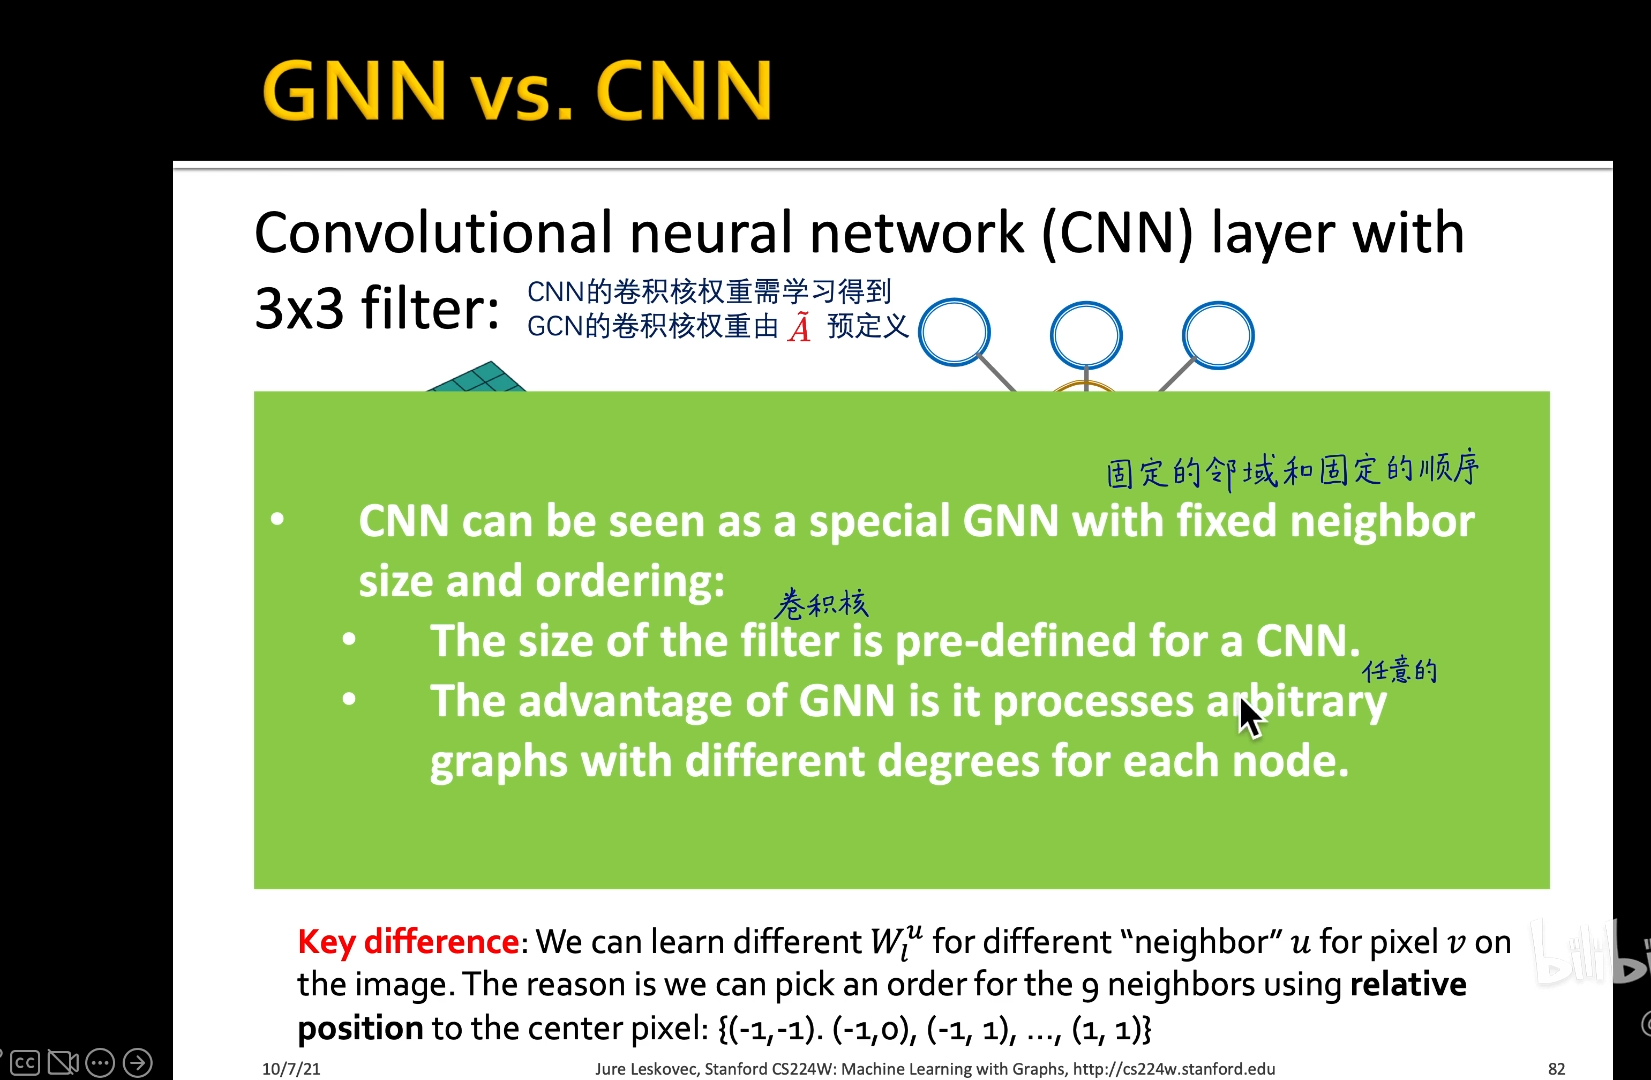 GNN vs. CNN
Convolutional neural network (CNN) layer with
3x3 filter:
CNN的卷积核权重需学习得到
GCN的卷积核权重由 Ã 预定义
固定的邻域和固定的顺序
• CNN can be seen as a special GNN with fixed neighbor
size and ordering:
卷积核
• The size of the filter is pre-defined for a CNN.
任意的
• The advantage of GNN is it processes arbitrary
graphs with different degrees for each node.
Key difference: We can learn different W_l^u for different “neighbor” u for pixel v on
the image. The reason is we can pick an order for the 9 neighbors using relative
position to the center pixel: {(-1,-1). (-1,0), (-1, 1), …, (1, 1)}
bilibi
CC
10/7/21
Jure Leskovec, Stanford CS224W: Machine Learning with Graphs, http://cs224w.stanford.edu
82